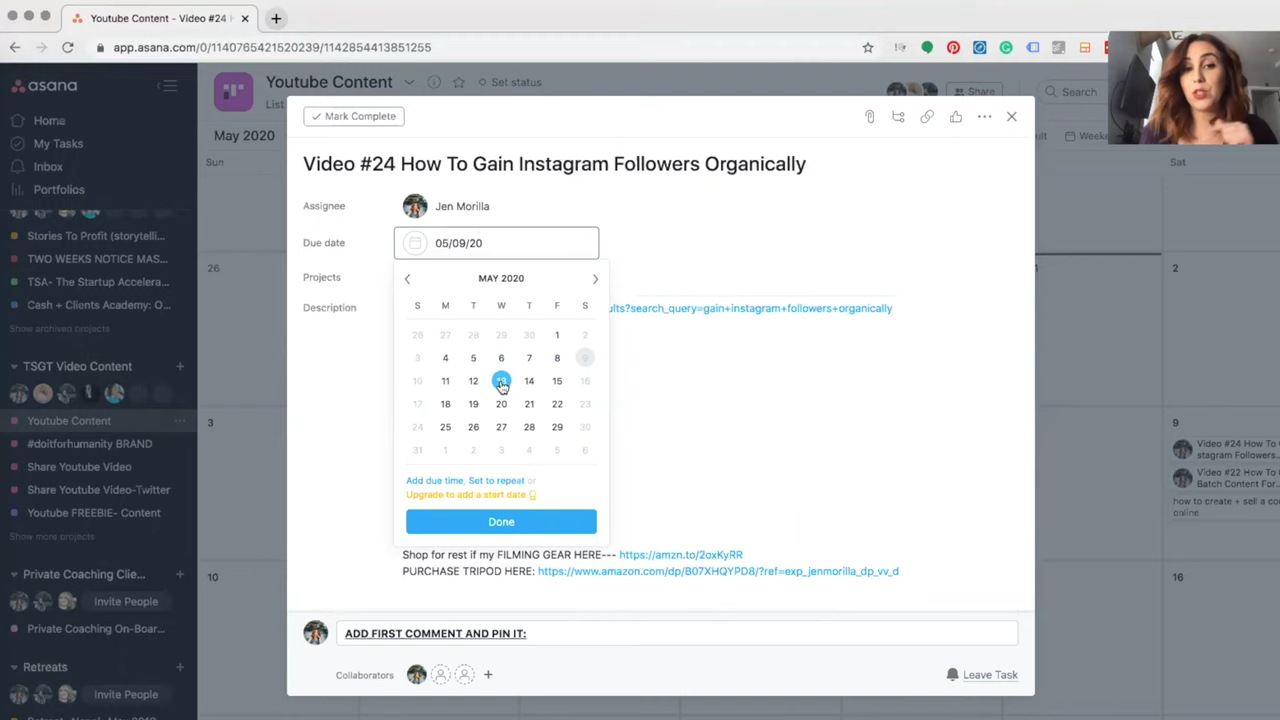 Youtube Content - Video #24 H
app.asana.com/0/1140765421520239/1142854413851255
asana
Home
My Tasks
Inbox
Portfolios
Stories To Profit (storytelli...
TWO WEEKS NOTICE MAS...
TSA- The Startup Accelera...
Cash + Clients Academy: O...
Show archived projects
TSGT Video Content
Youtube Content
#doitforhumanity BRAND
Share Youtube Video
Share Youtube Video-Twitter
Youtube FREEBIE- Content
Show more projects
Private Coaching Clie...
Invite People
Private Coaching On-Boar...
Retreats
Invite People
Youtube Content
Set status
Share
Search
List
May 2020
Weeke
Sun
Sat
26
2
3
9
10
16
Video #24 How To G
stagram Followers...
Video #22 How To
Batch Content For...
how to create + sell a co
online
Mark Complete
Video #24 How To Gain Instagram Followers Organically
Assignee
Jen Morilla
Due date
05/09/20
Projects
Description
ults?search_query=gain+instagram+followers+organically
MAY 2020
S M T W T F S
26 27 28 29 30 1 2
3 4 5 6 7 8 9
10 11 12 13 14 15 16
17 18 19 20 21 22 23
24 25 26 27 28 29 30
31 1 2 3 4 5 6
Add due time, Set to repeat or
Upgrade to add a start date
Done
Shop for rest if my FILMING GEAR HERE--- https://amzn.to/2oxKyRR
PURCHASE TRIPOD HERE: https://www.amazon.com/dp/B07XHQYPD8/?ref=exp_jenmorilla_dp_vv_d
ADD FIRST COMMENT AND PIN IT:
Collaborators
Leave Task